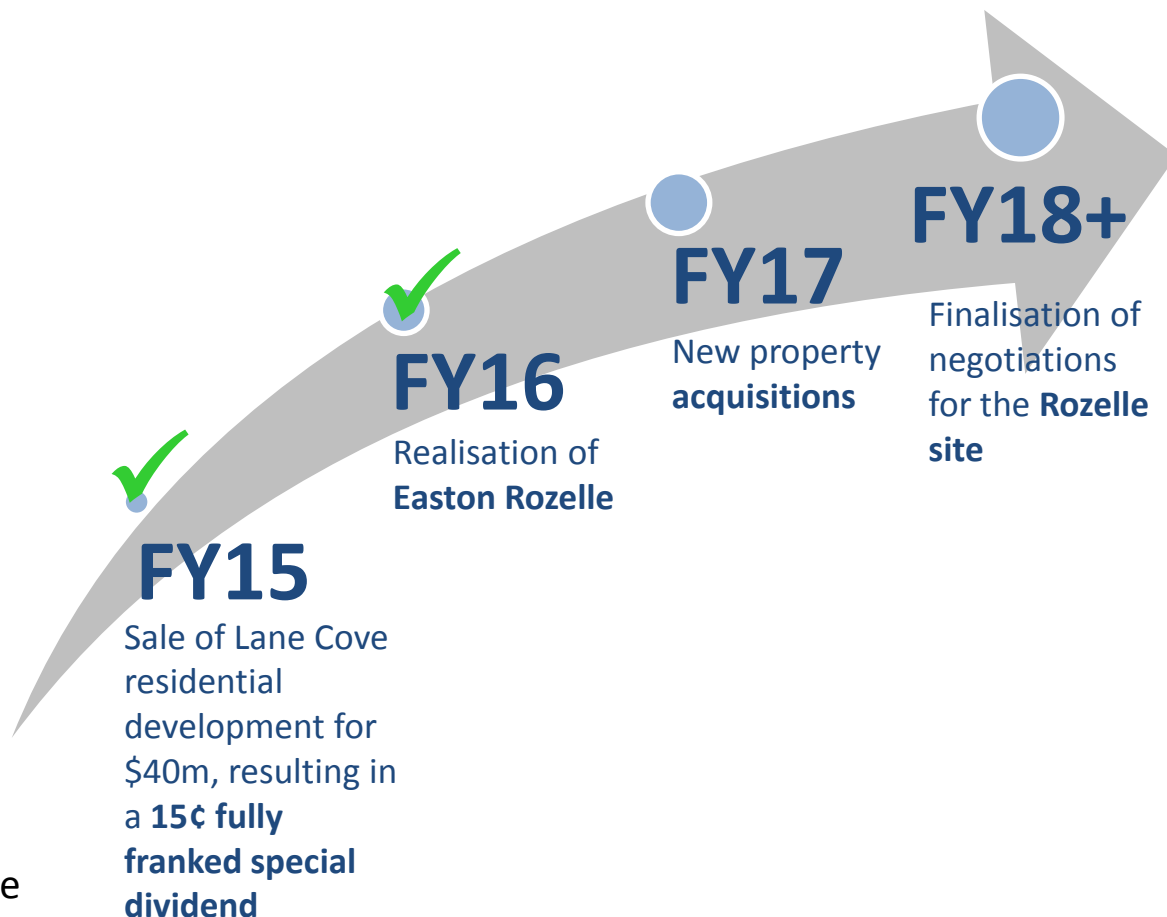 FY15
Sale of Lane Cove
residential
development for
$40m, resulting in
a 15¢ fully
franked special
dividend
FY16
Realisation of
Easton Rozelle
FY17
New property
acquisitions
FY18+
Finalisation of
negotiations
for the Rozelle
site
e